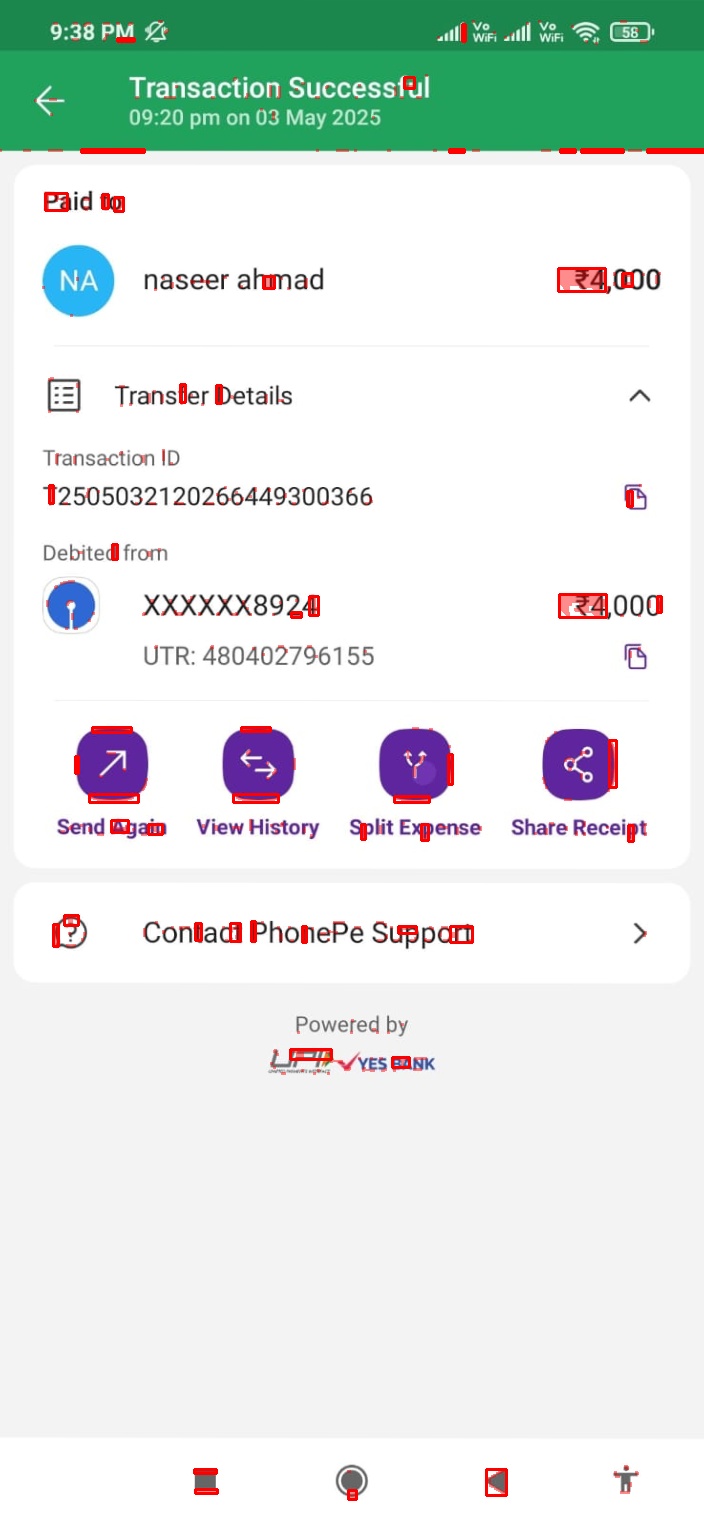 9:38 PM
Vo WiFi Vo WiFi 58
Transaction Successful
09:20 pm on 03 May 2025
Paid to
NA naseer ahmad ₹4,000
Transfer Details
Transaction ID
T2505032120266449300366
Debited from
XXXXXX8924 ₹4,000
UTR: 480402796155
Send Again View History Split Expense Share Receipt
Contact PhonePe Support
Powered by
UPI YES BANK